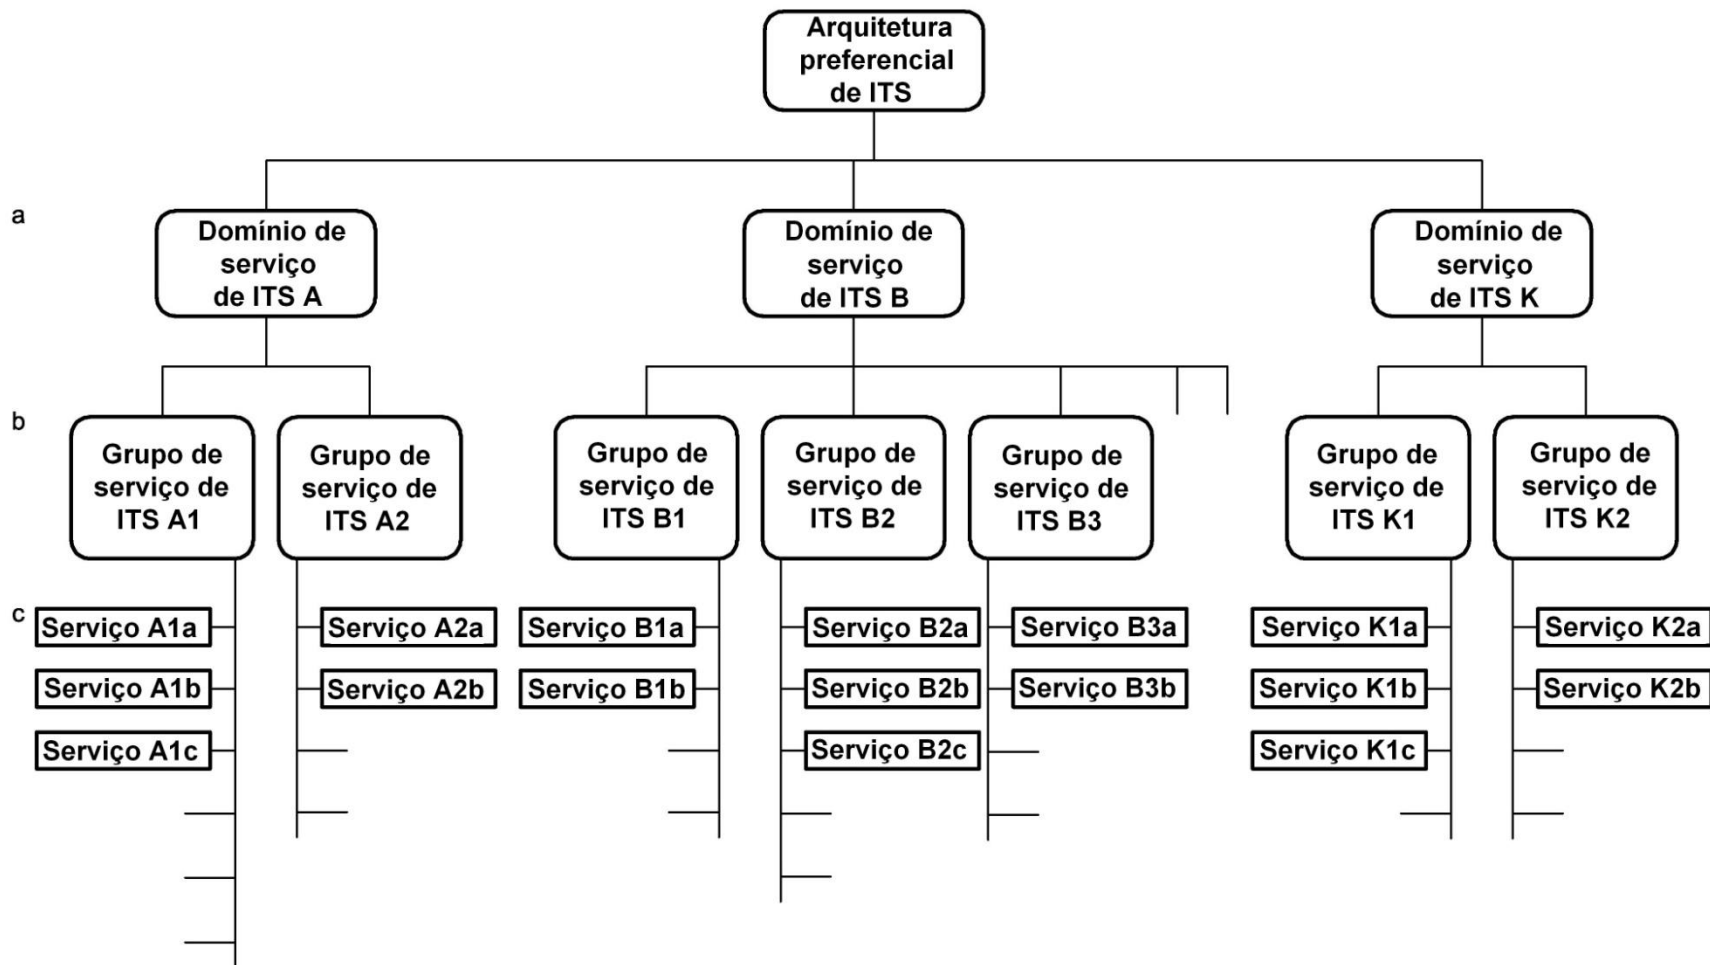 Arquitetura
preferencial
de ITS
a
Domínio de
serviço
de ITS A
Domínio de
serviço
de ITS B
Domínio de
serviço
de ITS K
b
Grupo de
serviço de
ITS A1
Grupo de
serviço de
ITS A2
Grupo de
serviço de
ITS B1
Grupo de
serviço de
ITS B2
Grupo de
serviço de
ITS B3
Grupo de
serviço de
ITS K1
Grupo de
serviço de
ITS K2
c
Serviço A1a
Serviço A1b
Serviço A1c
Serviço A2a
Serviço A2b
Serviço B1a
Serviço B1b
Serviço B2a
Serviço B2b
Serviço B2c
Serviço B3a
Serviço B3b
Serviço K1a
Serviço K1b
Serviço K1c
Serviço K2a
Serviço K2b